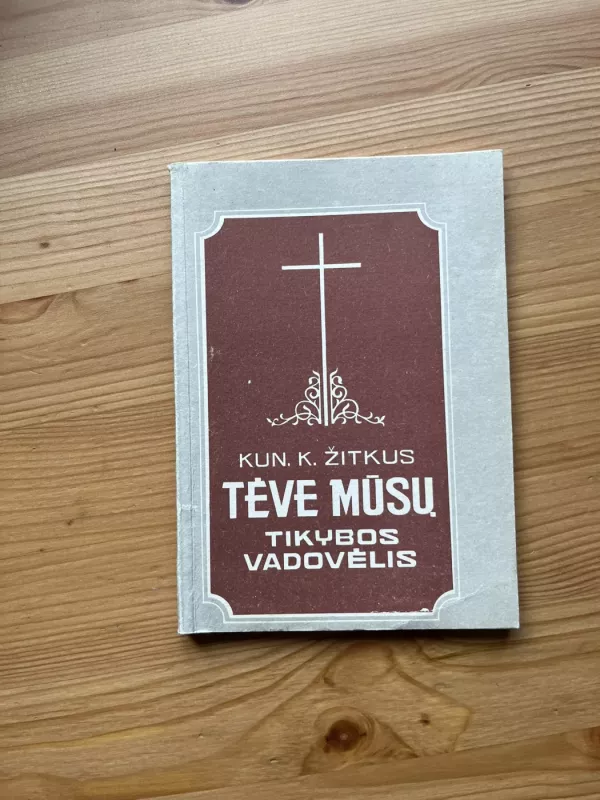 KUN. K. ŽITKUS
TĖVE MŪSŲ
TIKYBOS
VADOVĖLIS